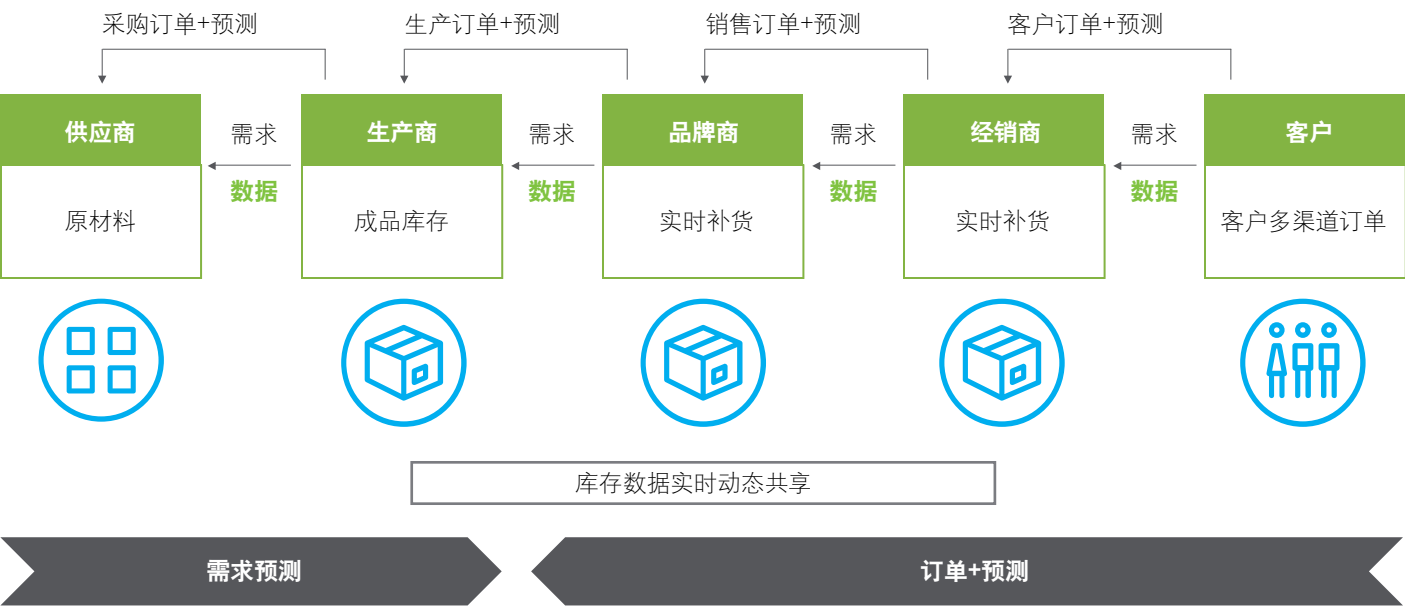 采购订单+预测
生产订单+预测
销售订单+预测
客户订单+预测
供应商
需求
生产商
需求
品牌商
需求
经销商
需求
客户
数据
数据
数据
数据
原材料
成品库存
实时补货
实时补货
客户多渠道订单
库存数据实时动态共享
需求预测
订单+预测